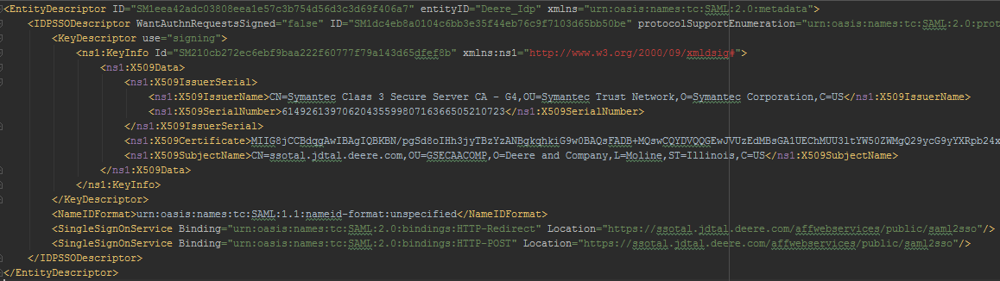 <EntityDescriptor ID="SM1eea42adc03808eea1e57c3b754d56d3c3d69f406a7" entityID="Deere_Idp" xmlns="urn:oasis:names:tc:SAML:2.0:metadata">
<IDPSSODescriptor WantAuthnRequestsSigned="false" ID="SM1dc4eb8a0104c6bb3e35f44eb76c9f7103d65bb50be" protocolSupportEnumeration="urn:oasis:names:tc:SAML:2.0:prot
<KeyDescriptor use="signing">
<ns1:KeyInfo Id="SM210cb272ec6ebf9baa222f60777f79a143d65dfef8b" xmlns:ns1="http://www.w3.org/2000/09/xmldsig#">
<ns1:X509Data>
<ns1:X509IssuerSerial>
<ns1:X509IssuerName>CN=Symantec Class 3 Secure Server CA - G4,OU=Symantec Trust Network,O=Symantec Corporation,C=US</ns1:X509IssuerName>
<ns1:X509SerialNumber>6149261397062043559980716366505210723</ns1:X509SerialNumber>
</ns1:X509IssuerSerial>
<ns1:X509Certificate>MIIG8jCCBdqgAwIBAgIQBKBN/pgSd8oIHh3jyTBzYzANBgkqhkiG9w0BAQsFADB+MQswCQYDVQQGEwJVUzEdMBsGA1UEChMUU3ltYW50ZWMgQ29ycG9yYXRpb24x
<ns1:X509SubjectName>CN=ssotal.jdtal.deere.com,OU=GSECAACOMP,O=Deere and Company,L=Moline,ST=Illinois,C=US</ns1:X509SubjectName>
</ns1:X509Data>
</ns1:KeyInfo>
</KeyDescriptor>
<NameIDFormat>urn:oasis:names:tc:SAML:1.1:nameid-format:unspecified</NameIDFormat>
<SingleSignOnService Binding="urn:oasis:names:tc:SAML:2.0:bindings:HTTP-Redirect" Location="https://ssotal.jdtal.deere.com/affwebservices/public/saml2sso"/>
<SingleSignOnService Binding="urn:oasis:names:tc:SAML:2.0:bindings:HTTP-POST" Location="https://ssotal.jdtal.deere.com/affwebservices/public/saml2sso"/>
</IDPSSODescriptor>
</EntityDescriptor>